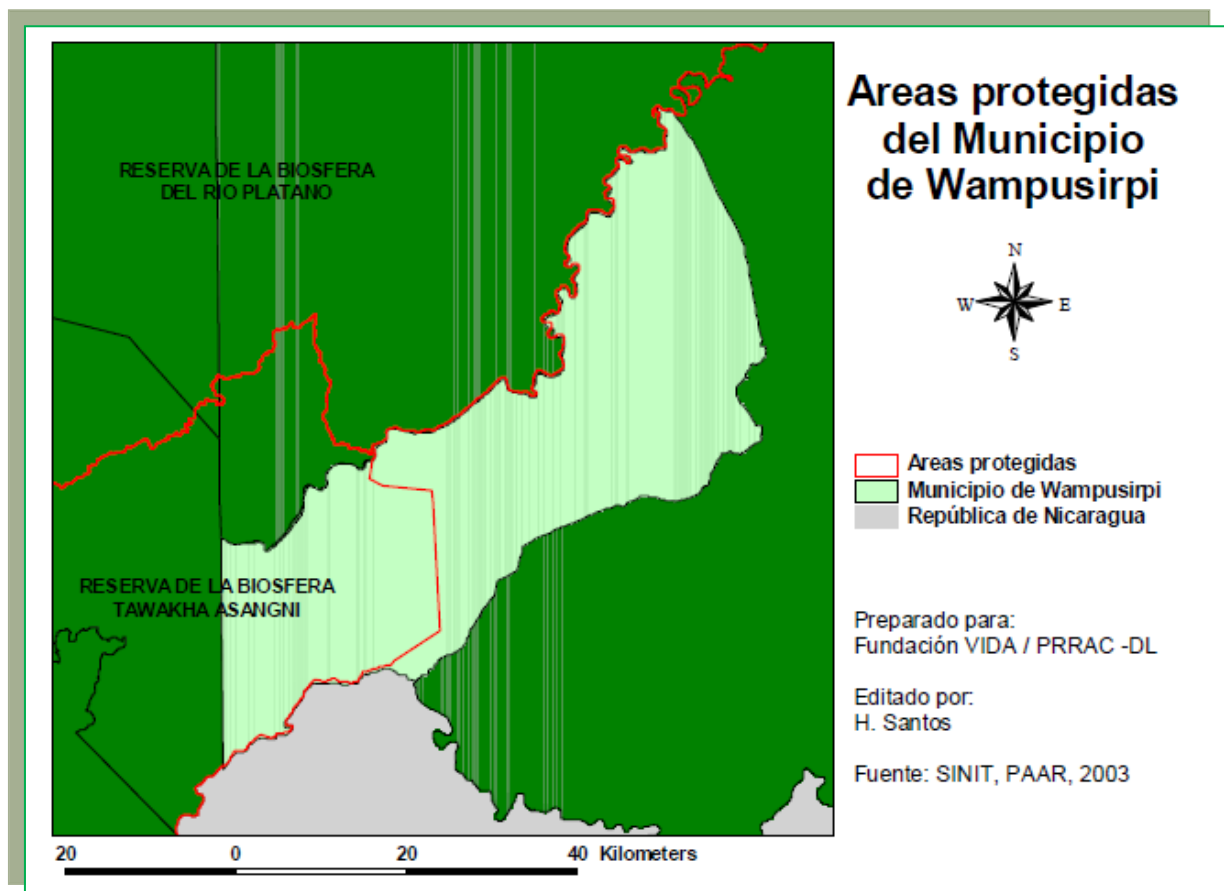 Areas protegidas
del Municipio
de Wampusirpi
RESERVA DE LA BIOSFERA
DEL RIO PLATANO
N
W
E
S
Areas protegidas
Municipio de Wampusirpi
República de Nicaragua
RESERVA DE LA BIOSFERA
TAWAKHA ASANGNI
Preparado para:
Fundación VIDA / PRRAC -DL
Editado por:
H. Santos
Fuente: SINIT, PAAR, 2003
20 0 20 40 Kilometers